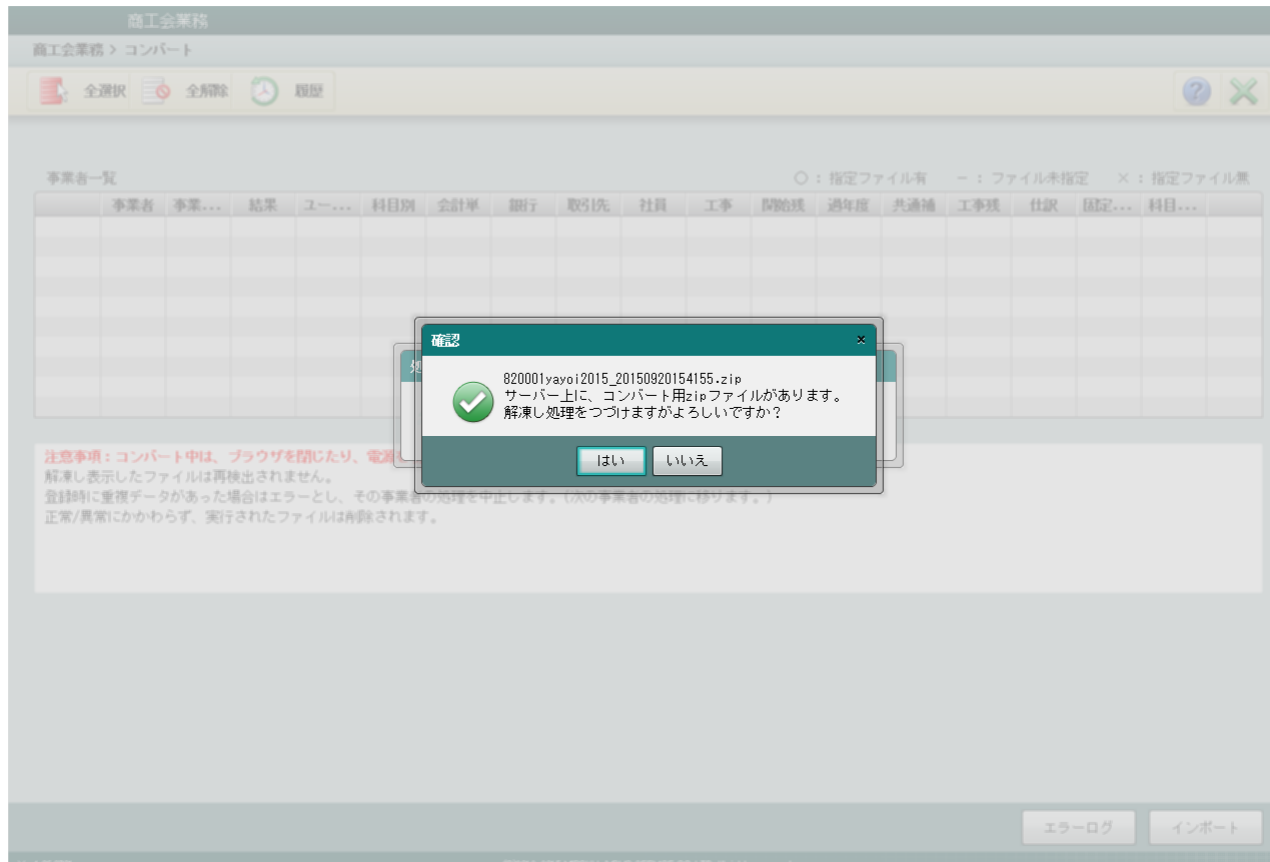 商工会業務
商工会業務 > コンバート
全選択 全解除 履歴
事業者一覧 ○：指定ファイル有 －：ファイル未指定 ×：指定ファイル無
事業者 事業... 結果 ユー... 科目別 会計単 銀行 取引先 社員 工事 開始残 過年度 共通補 工事残 仕訳 固定... 科目...
確認 ×
処
820001yayoi2015_20150920154155.zip
サーバー上に、コンバート用zipファイルがあります。
解凍し処理をつづけますがよろしいですか？
はい いいえ
注意事項：コンバート中は、ブラウザを閉じたり、電源を
解凍し表示したファイルは再検出されません。
登録時に重複データがあった場合はエラーとし、その事業者の処理を中止します。（次の事業者の処理に移ります。）
正常/異常にかかわらず、実行されたファイルは削除されます。
エラーログ インポート